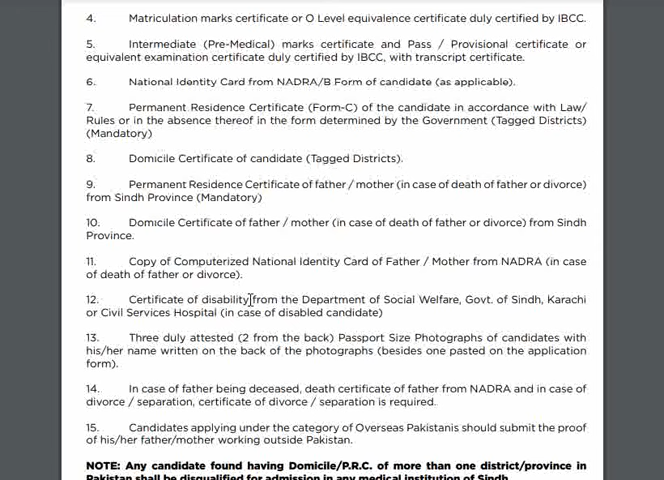 4. Matriculation marks certificate or O Level equivalence certificate duly certified by IBCC.
5. Intermediate (Pre-Medical) marks certificate and Pass / Provisional certificate or
equivalent examination certificate duly certified by IBCC, with transcript certificate.
6. National Identity Card from NADRA/B Form of candidate (as applicable).
7. Permanent Residence Certificate (Form-C) of the candidate in accordance with Law/
Rules or in the absence thereof in the form determined by the Government (Tagged Districts)
(Mandatory)
8. Domicile Certificate of candidate (Tagged Districts).
9. Permanent Residence Certificate of father / mother (in case of death of father or divorce)
from Sindh Province (Mandatory)
10. Domicile Certificate of father / mother (in case of death of father or divorce) from Sindh
Province.
11. Copy of Computerized National Identity Card of Father / Mother from NADRA (in case
of death of father or divorce).
12. Certificate of disability from the Department of Social Welfare, Govt. of Sindh, Karachi
or Civil Services Hospital (in case of disabled candidate)
13. Three duly attested (2 from the back) Passport Size Photographs of candidates with
his/her name written on the back of the photographs (besides one pasted on the application
form).
14. In case of father being deceased, death certificate of father from NADRA and in case of
divorce / separation, certificate of divorce / separation is required.
15. Candidates applying under the category of Overseas Pakistanis should submit the proof
of his/her father/mother working outside Pakistan.
NOTE: Any candidate found having Domicile/P.R.C. of more than one district/province in
Pakistan shall be disqualified for admission in any medical institution of Sindh